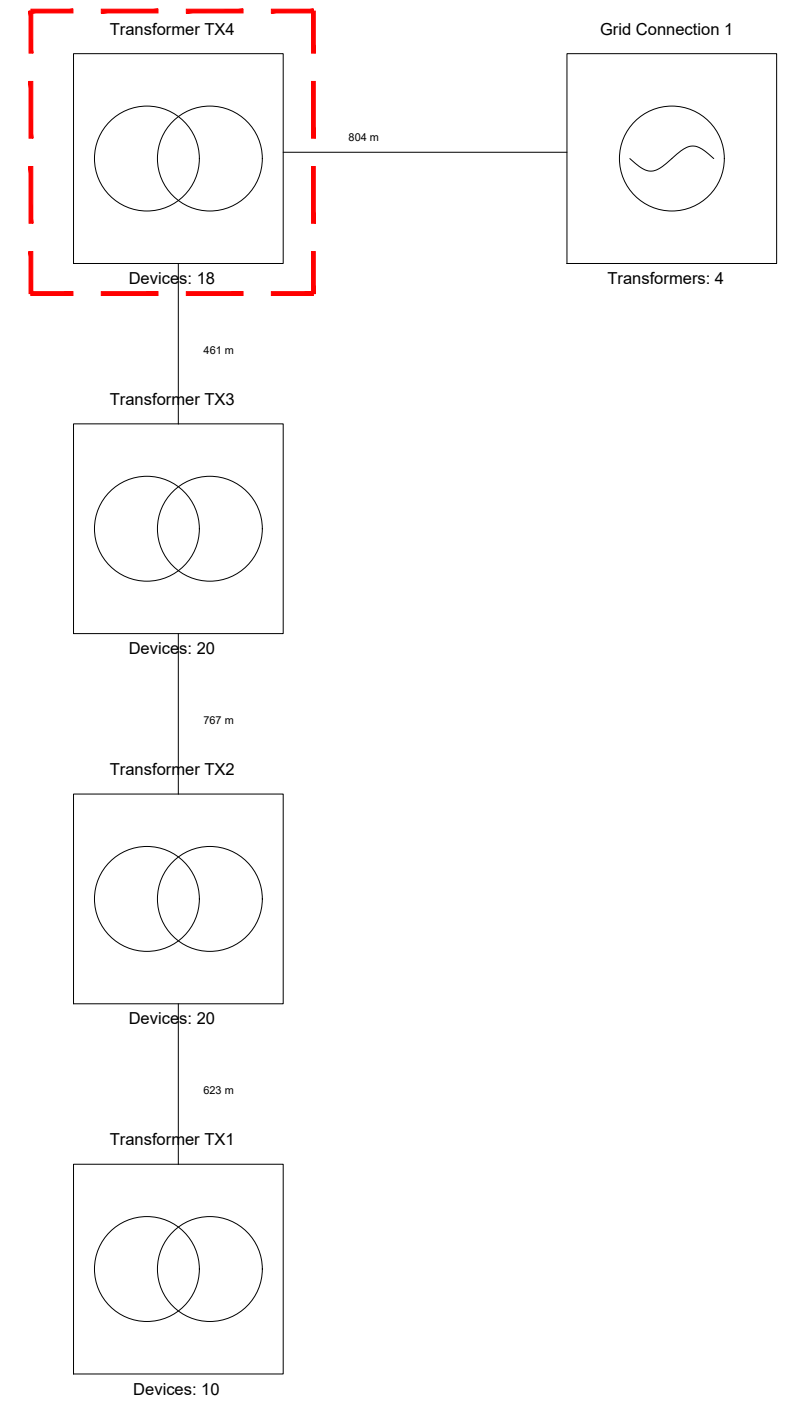 Transformer TX4
Grid Connection 1
804 m
Devices: 18
Transformers: 4
461 m
Transformer TX3
Devices: 20
767 m
Transformer TX2
Devices: 20
623 m
Transformer TX1
Devices: 10